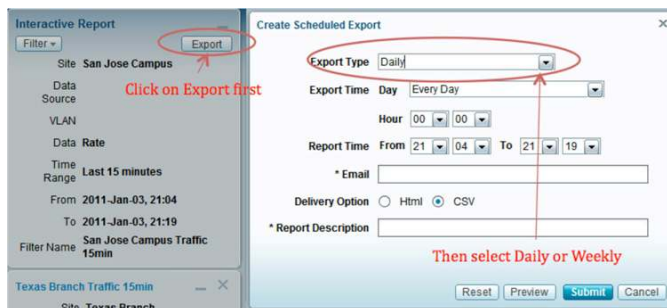 Interactive Report
Filter
Export
Site San Jose Campus
Data Source
VLAN
Data Rate
Time Range Last 15 minutes
From 2011-Jan-03, 21:04
To 2011-Jan-03, 21:19
Filter Name San Jose Campus Traffic 15min
Click on Export first
Texas Branch Traffic 15min
Site Texas Branch
Create Scheduled Export
Export Type Daily
Export Time Day Every Day
Hour 00 00
Report Time From 21 04 To 21 19
* Email
Delivery Option Html CSV
* Report Description
Then select Daily or Weekly
Reset Preview Submit Cancel